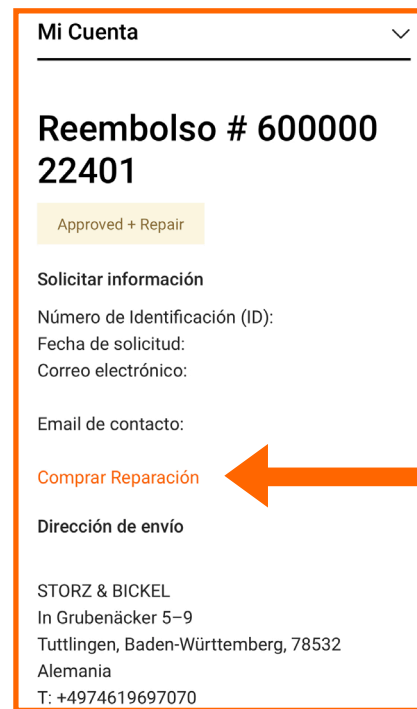 Mi Cuenta
Reembolso # 600000
22401
Approved + Repair
Solicitar información
Número de Identificación (ID):
Fecha de solicitud:
Correo electrónico:
Email de contacto:
Comprar Reparación
Dirección de envío
STORZ & BICKEL
In Grubenäcker 5–9
Tuttlingen, Baden-Württemberg, 78532
Alemania
T: +4974619697070